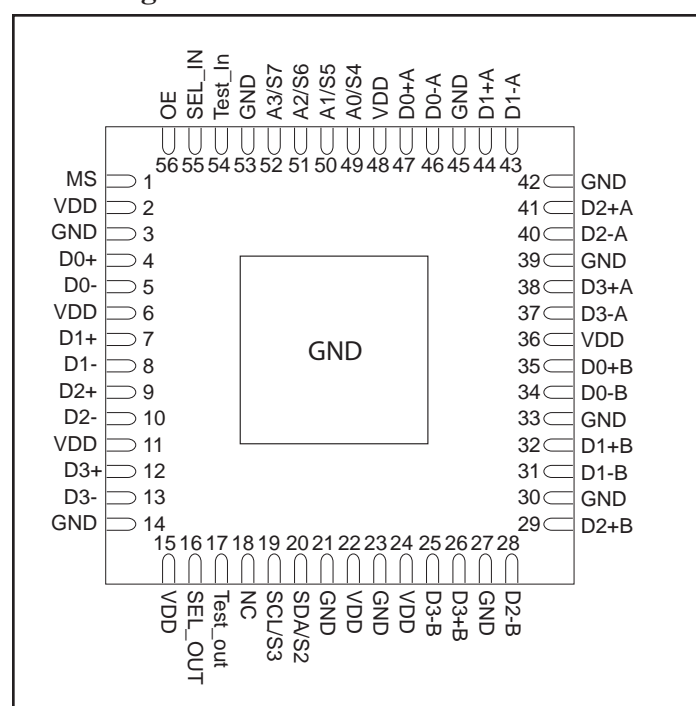 OE
SEL_IN
Test_In
GND
A3/S7
A2/S6
A1/S5
A0/S4
VDD
D0+A
D0-A
GND
D1+A
D1-A
56 55 54 53 52 51 50 49 48 47 46 45 44 43
MS 1
VDD 2
GND 3
D0+ 4
D0- 5
VDD 6
D1+ 7
D1- 8
D2+ 9
D2- 10
VDD 11
D3+ 12
D3- 13
GND 14
GND
42 GND
41 D2+A
40 D2-A
39 GND
38 D3+A
37 D3-A
36 VDD
35 D0+B
34 D0-B
33 GND
32 D1+B
31 D1-B
30 GND
29 D2+B
15 16 17 18 19 20 21 22 23 24 25 26 27 28
VDD
SEL_OUT
Test_out
NC
SCL/S3
SDA/S2
GND
VDD
GND
VDD
D3-B
D3+B
GND
D2-B